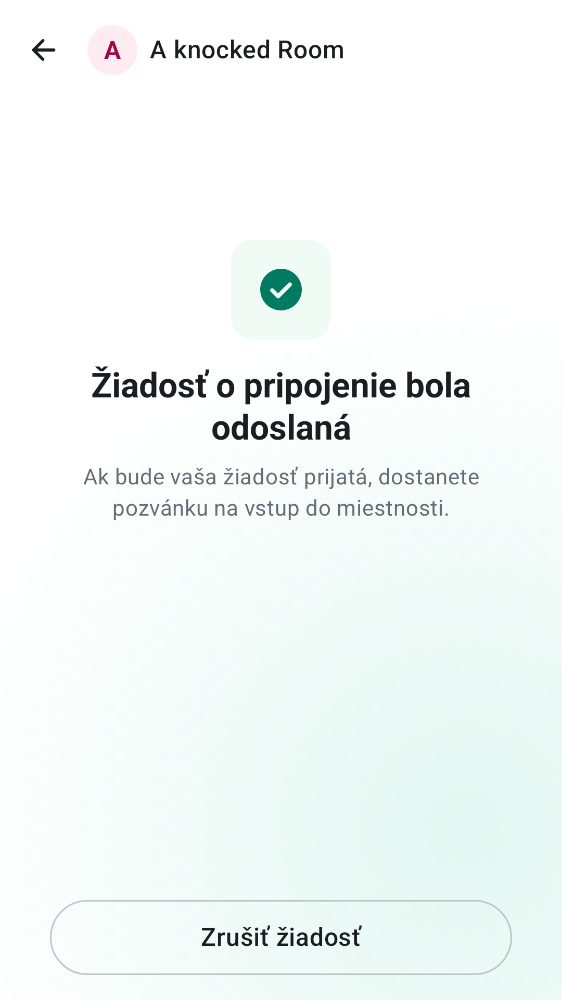 A
A knocked Room
Žiadosť o pripojenie bola
odoslaná
Ak bude vaša žiadosť prijatá, dostanete
pozvánku na vstup do miestnosti.
Zrušiť žiadosť